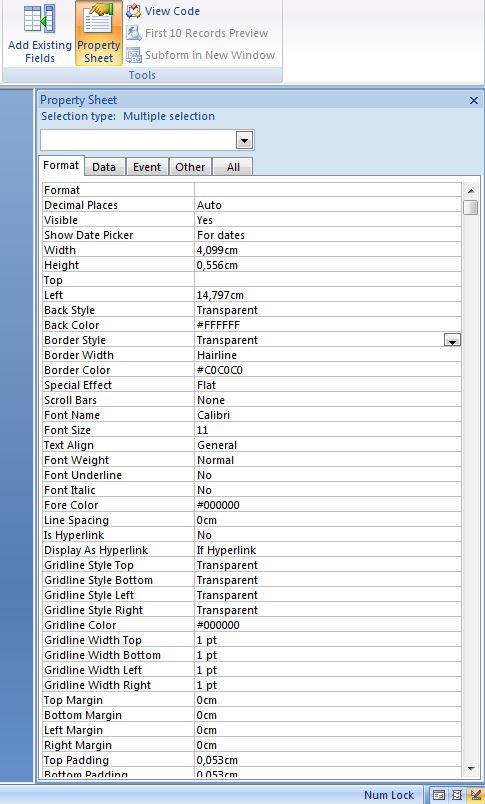 View Code
Add Existing Fields
Property Sheet
First 10 Records Preview
Subform in New Window
Tools
Property Sheet
Selection type: Multiple selection
Format Data Event Other All
Format
Decimal Places Auto
Visible Yes
Show Date Picker For dates
Width 4,099cm
Height 0,556cm
Top
Left 14,797cm
Back Style Transparent
Back Color #FFFFFF
Border Style Transparent
Border Width Hairline
Border Color #C0C0C0
Special Effect Flat
Scroll Bars None
Font Name Calibri
Font Size 11
Text Align General
Font Weight Normal
Font Underline No
Font Italic No
Fore Color #000000
Line Spacing 0cm
Is Hyperlink No
Display As Hyperlink If Hyperlink
Gridline Style Top Transparent
Gridline Style Bottom Transparent
Gridline Style Left Transparent
Gridline Style Right Transparent
Gridline Color #000000
Gridline Width Top 1 pt
Gridline Width Bottom 1 pt
Gridline Width Left 1 pt
Gridline Width Right 1 pt
Top Margin 0cm
Bottom Margin 0cm
Left Margin 0cm
Right Margin 0cm
Top Padding 0,053cm
Bottom Padding 0,053cm
Num Lock